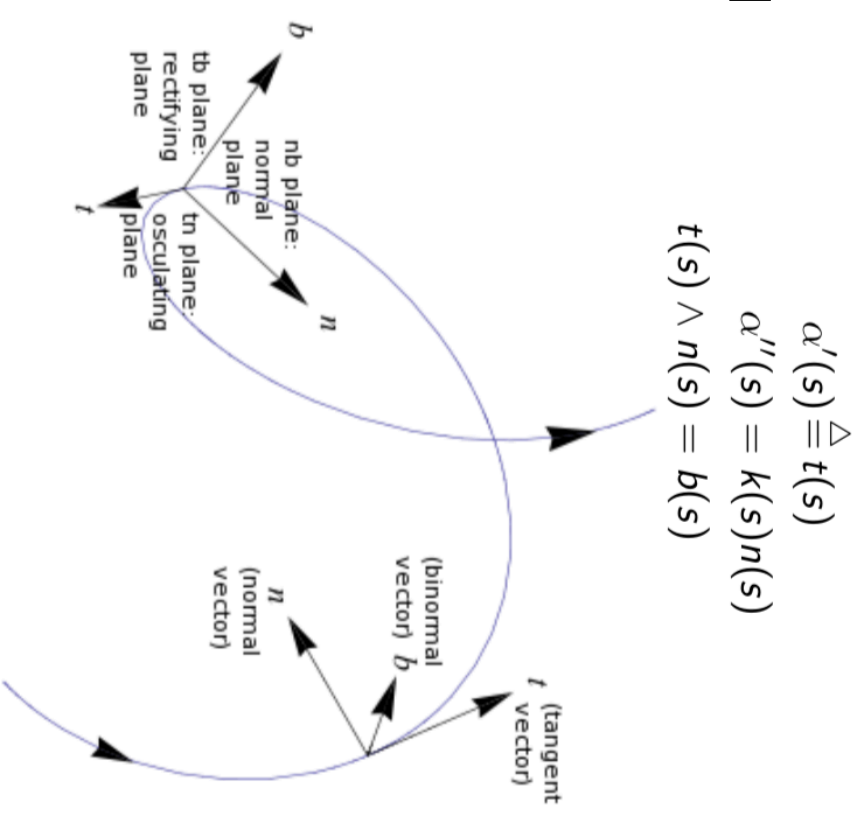 α′(s) ≜ t(s)
α′′(s) = k(s)n(s)
t(s) ∧ n(s) = b(s)
t (tangent
vector)
(binormal
vector) b
n
(normal
vector)
n
nb plane:
normal
plane
b
tb plane:
rectifying
plane
tn plane:
osculating
plane
t